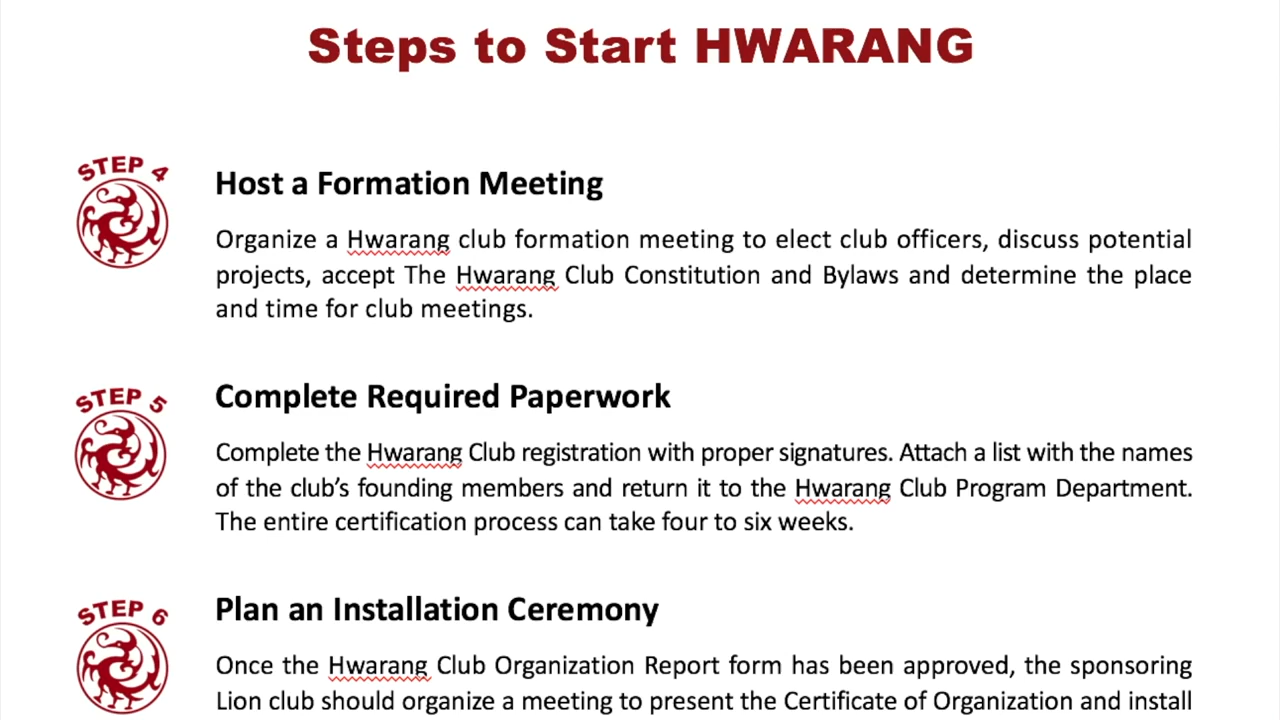 Steps to Start HWARANG
STEP 4
Host a Formation Meeting
Organize a Hwarang club formation meeting to elect club officers, discuss potential
projects, accept The Hwarang Club Constitution and Bylaws and determine the place
and time for club meetings.
STEP 5
Complete Required Paperwork
Complete the Hwarang Club registration with proper signatures. Attach a list with the names
of the club’s founding members and return it to the Hwarang Club Program Department.
The entire certification process can take four to six weeks.
STEP 6
Plan an Installation Ceremony
Once the Hwarang Club Organization Report form has been approved, the sponsoring
Lion club should organize a meeting to present the Certificate of Organization and install